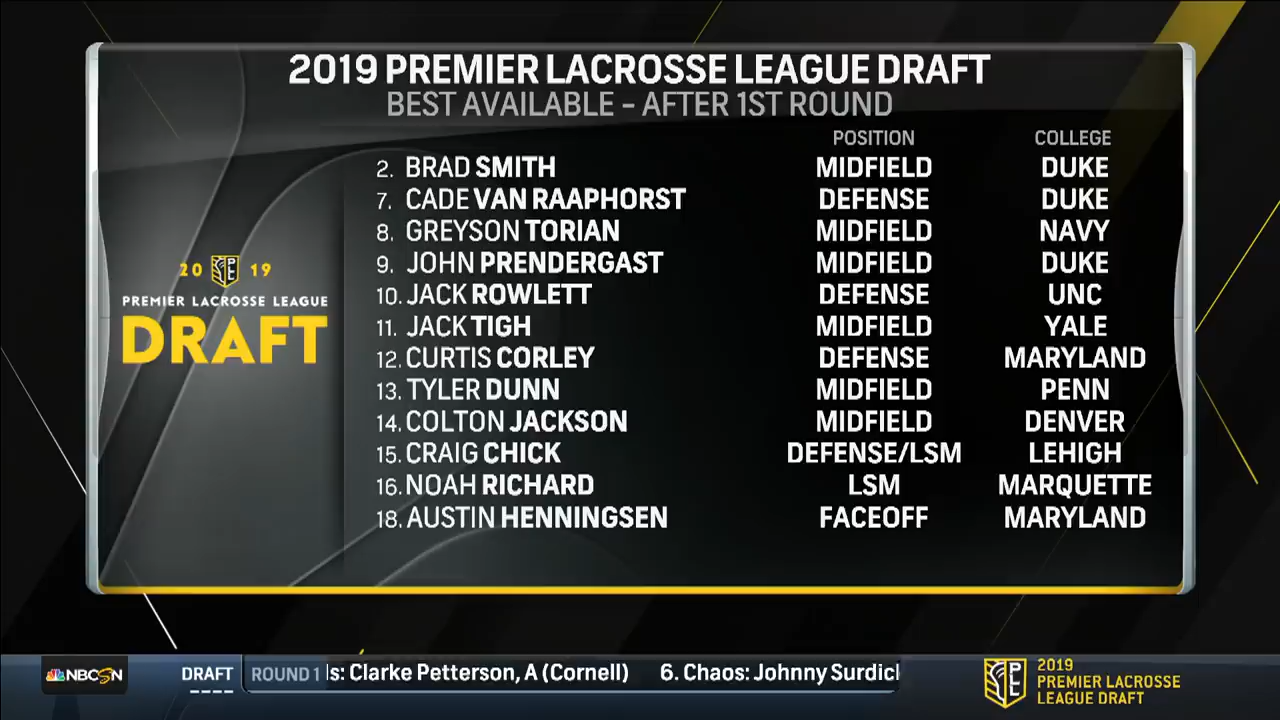 2019 PREMIER LACROSSE LEAGUE DRAFT
BEST AVAILABLE – AFTER 1ST ROUND
POSITION COLLEGE
2. BRAD SMITH MIDFIELD DUKE
7. CADE VAN RAAPHORST DEFENSE DUKE
8. GREYSON TORIAN MIDFIELD NAVY
9. JOHN PRENDERGAST MIDFIELD DUKE
10. JACK ROWLETT DEFENSE UNC
11. JACK TIGH MIDFIELD YALE
12. CURTIS CORLEY DEFENSE MARYLAND
13. TYLER DUNN MIDFIELD PENN
14. COLTON JACKSON MIDFIELD DENVER
15. CRAIG CHICK DEFENSE/LSM LEHIGH
16. NOAH RICHARD LSM MARQUETTE
18. AUSTIN HENNINGSEN FACEOFF MARYLAND
20 19
PREMIER LACROSSE LEAGUE
DRAFT
NBCSN DRAFT ROUND 1 ls: Clarke Petterson, A (Cornell) 6. Chaos: Johnny Surdic
2019
PREMIER LACROSSE
LEAGUE DRAFT